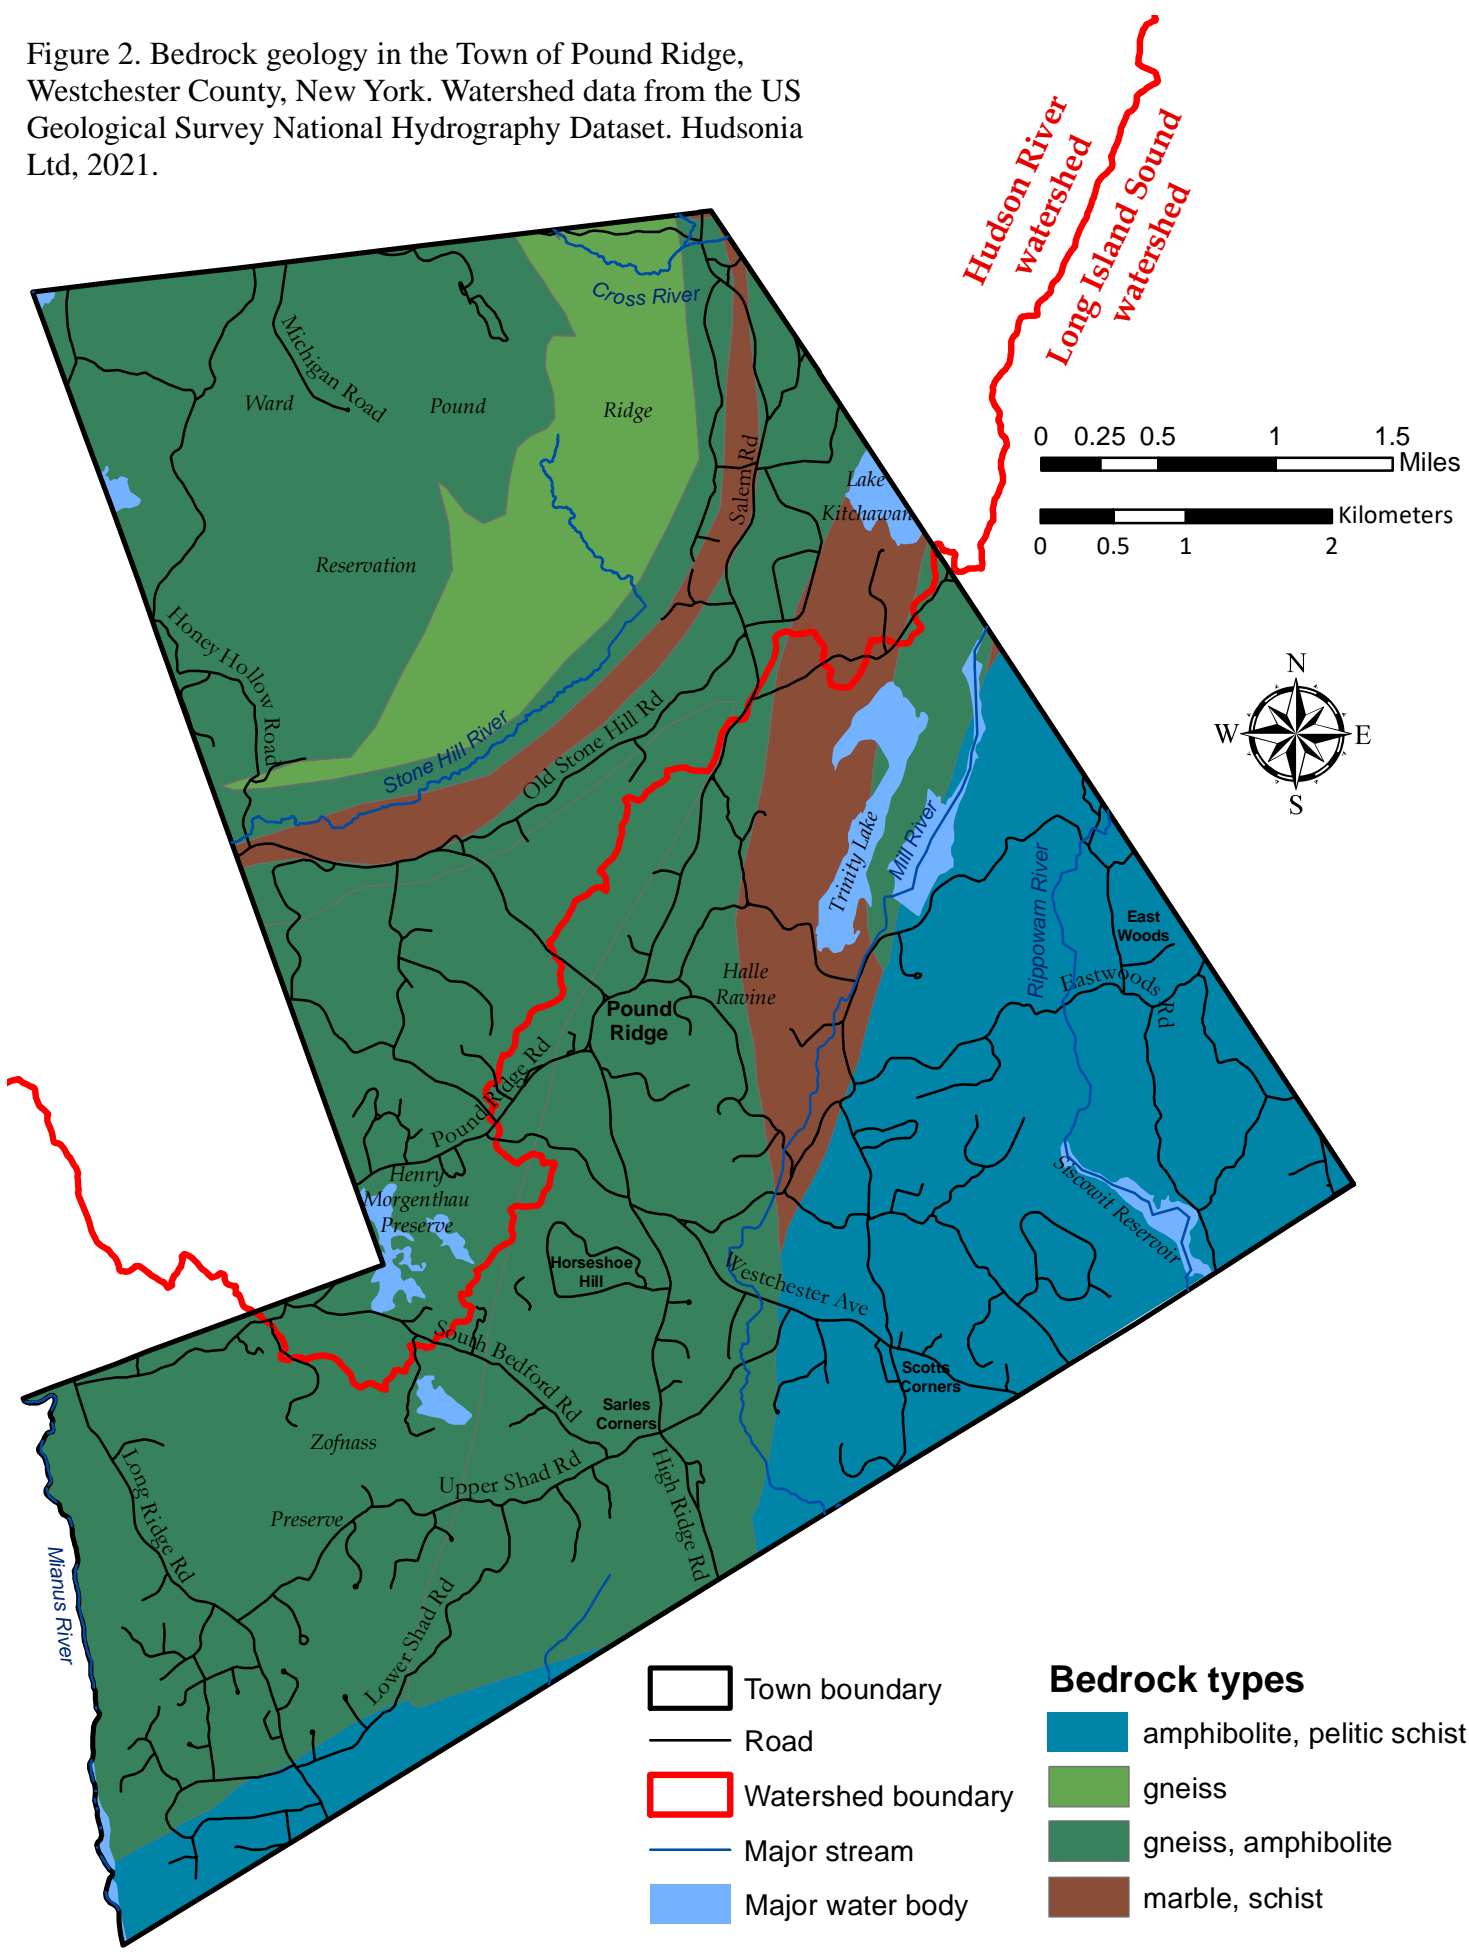 Figure 2. Bedrock geology in the Town of Pound Ridge,
Westchester County, New York. Watershed data from the US
Geological Survey National Hydrography Dataset. Hudsonia
Ltd, 2021.
Hudson River
watershed
Long Island Sound
watershed
Cross River
Michigan Road
Ward
Pound
Ridge
Reservation
0 0.25 0.5 1 1.5
Miles
Kilometers
0 0.5 1 2
Salem Rd
Lake
Kitchawan
Honey Hollow Road
Stone Hill River
Old Stone Hill Rd
N
W
E
S
Trinity Lake
Mill River
Rippowam River
East
Woods
Eastwoods Rd
Halle
Ravine
Pound
Ridge
Pound Ridge Rd
Henry
Morgenthau
Preserve
Siscowit Reservoir
Horseshoe
Hill
Westchester Ave
South Bedford Rd
Scotts
Corners
Sarles
Corners
Zofnass
Preserve
Upper Shad Rd
High Ridge Rd
Long Ridge Rd
Mianus River
Lower Shad Rd
Town boundary
Road
Watershed boundary
Major stream
Major water body
Bedrock types
amphibolite, pelitic schist
gneiss
gneiss, amphibolite
marble, schist